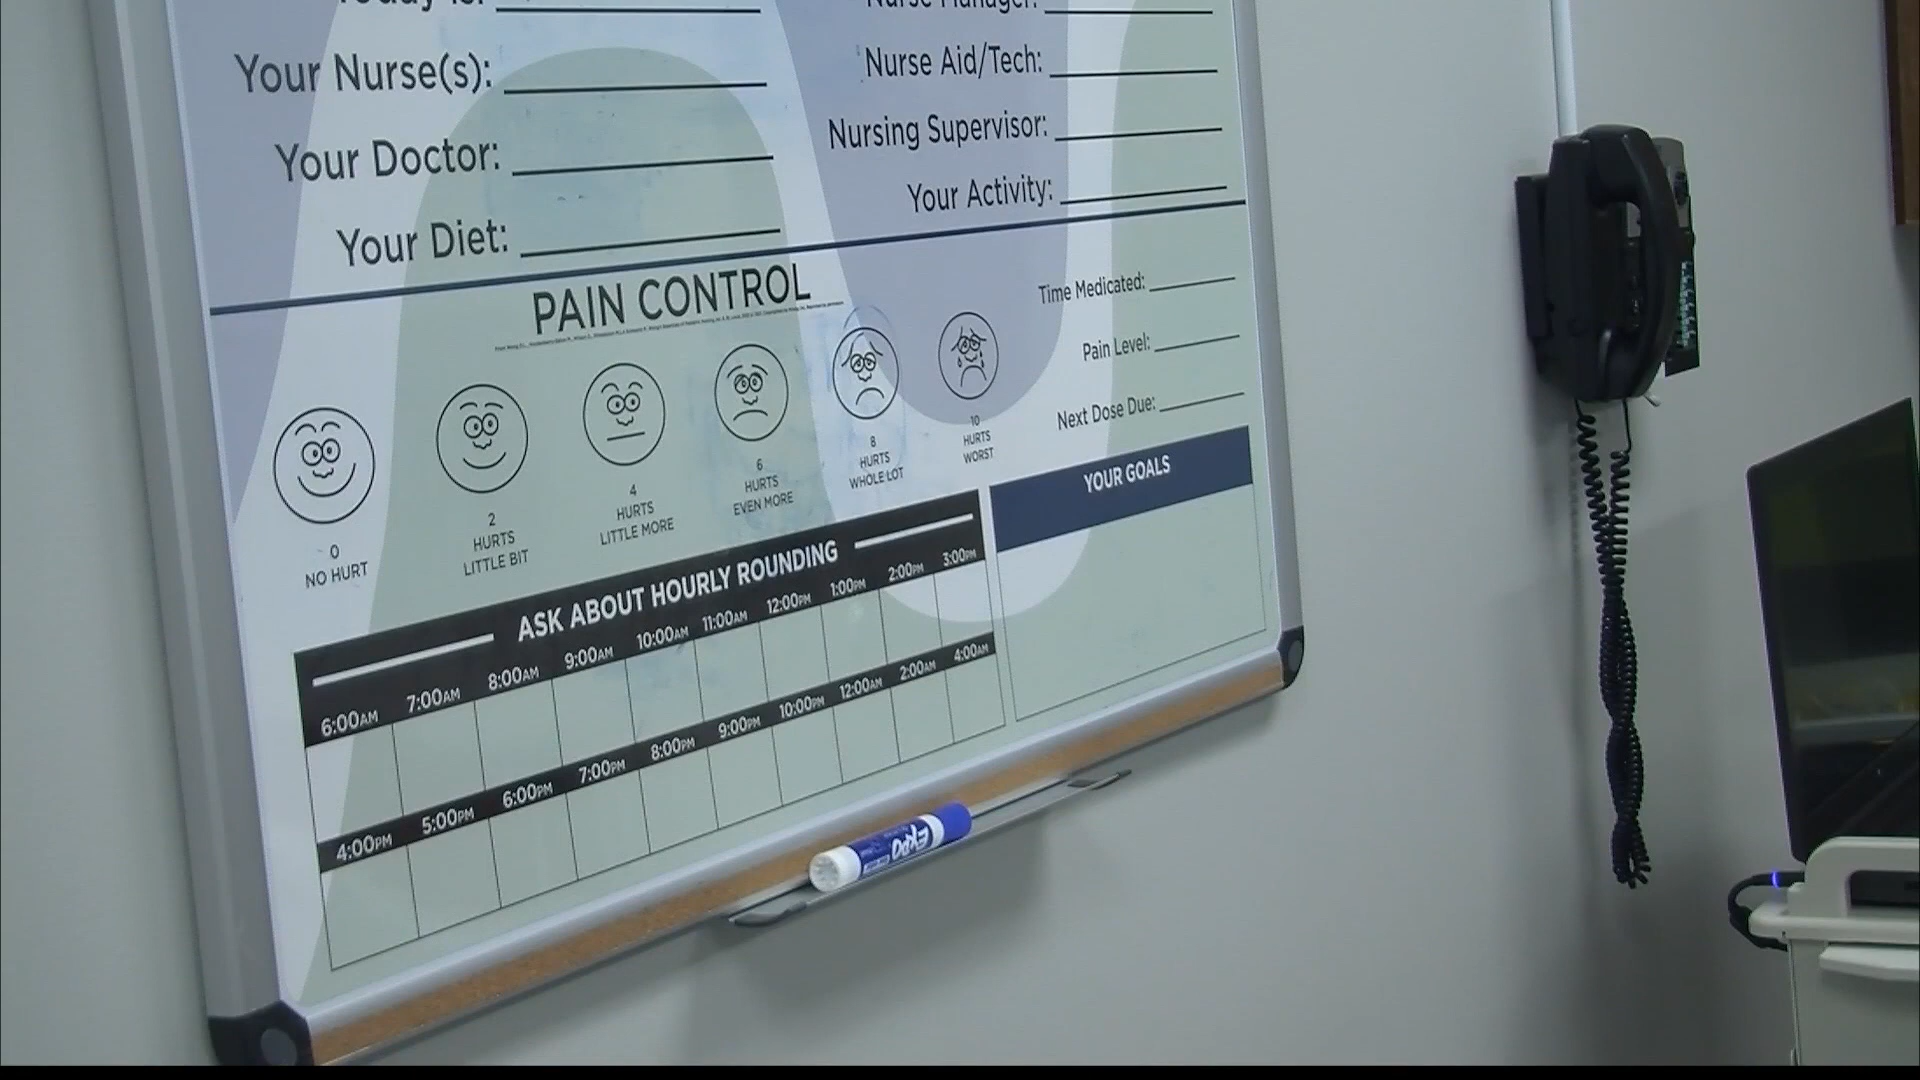 Today is:
Your Nurse(s):
Your Doctor:
Your Diet:
Nurse Manager:
Nurse Aid/Tech:
Nursing Supervisor:
Your Activity:
PAIN CONTROL
0
NO HURT
2
HURTS
LITTLE BIT
4
HURTS
LITTLE MORE
6
HURTS
EVEN MORE
8
HURTS
WHOLE LOT
10
HURTS
WORST
Time Medicated:
Pain Level:
Next Dose Due:
ASK ABOUT HOURLY ROUNDING
6:00AM 7:00AM 8:00AM 9:00AM 10:00AM 11:00AM 12:00PM 1:00PM 2:00PM 3:00PM
4:00PM 5:00PM 6:00PM 7:00PM 8:00PM 9:00PM 10:00PM 12:00AM 2:00AM 4:00AM
YOUR GOALS
EXPO